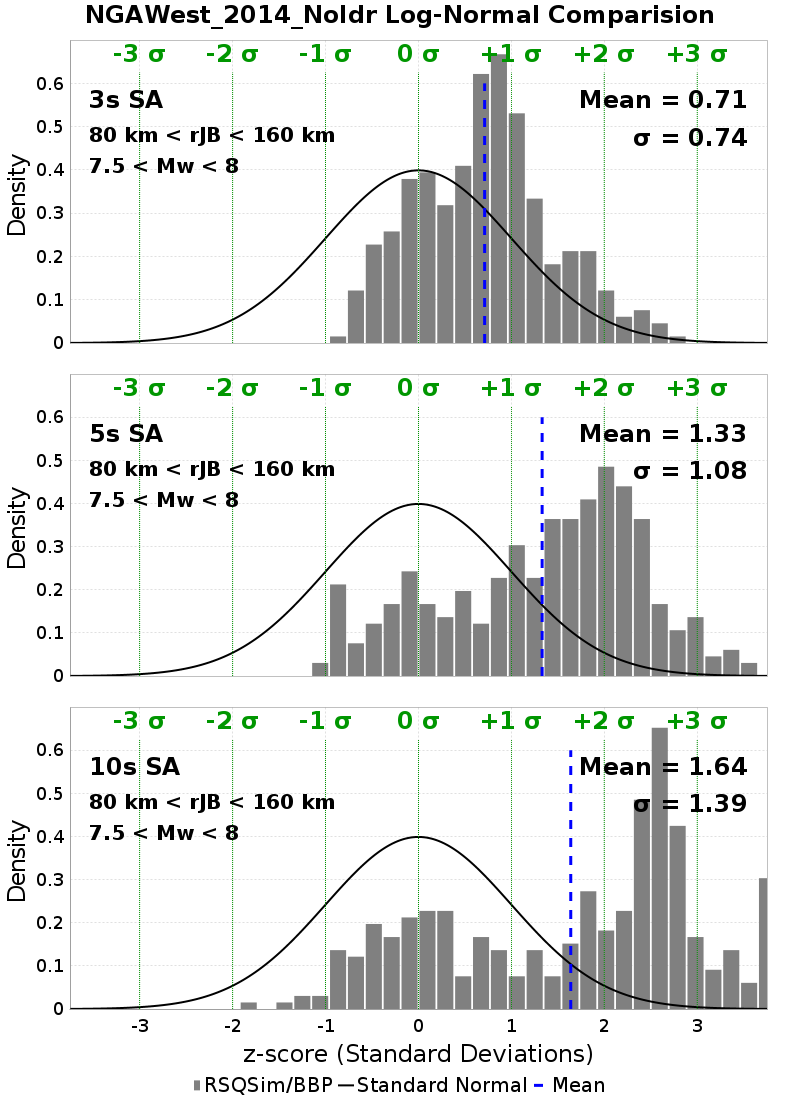 NGAWest_2014_NoIdr Log-Normal Comparision
-3 σ -2 σ -1 σ 0 σ +1 σ +2 σ +3 σ
3s SA
80 km < rJB < 160 km
7.5 < Mw < 8
Mean = 0.71
σ = 0.74
Density
0.6
0.5
0.4
0.3
0.2
0.1
0
-3 σ -2 σ -1 σ 0 σ +1 σ +2 σ +3 σ
5s SA
80 km < rJB < 160 km
7.5 < Mw < 8
Mean = 1.33
σ = 1.08
Density
0.6
0.5
0.4
0.3
0.2
0.1
0
-3 σ -2 σ -1 σ 0 σ +1 σ +2 σ +3 σ
10s SA
80 km < rJB < 160 km
7.5 < Mw < 8
Mean = 1.64
σ = 1.39
Density
0.6
0.5
0.4
0.3
0.2
0.1
0
-3 -2 -1 0 1 2 3
z-score (Standard Deviations)
RSQSim/BBP Standard Normal Mean